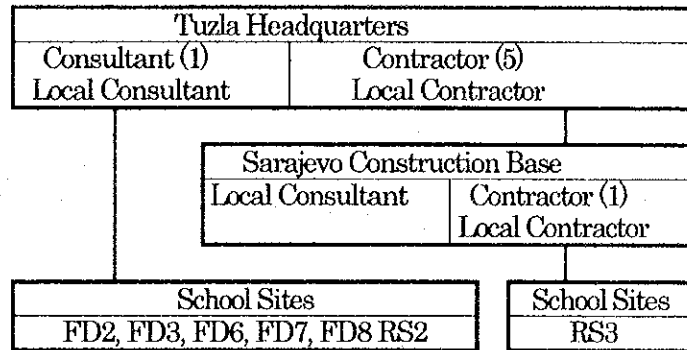 Tuzla Headquarters
Consultant (1)
Local Consultant
Contractor (5)
Local Contractor
Sarajevo Construction Base
Local Consultant
Contractor (1)
Local Contractor
School Sites
FD2, FD3, FD6, FD7, FD8 RS2
School Sites
RS3